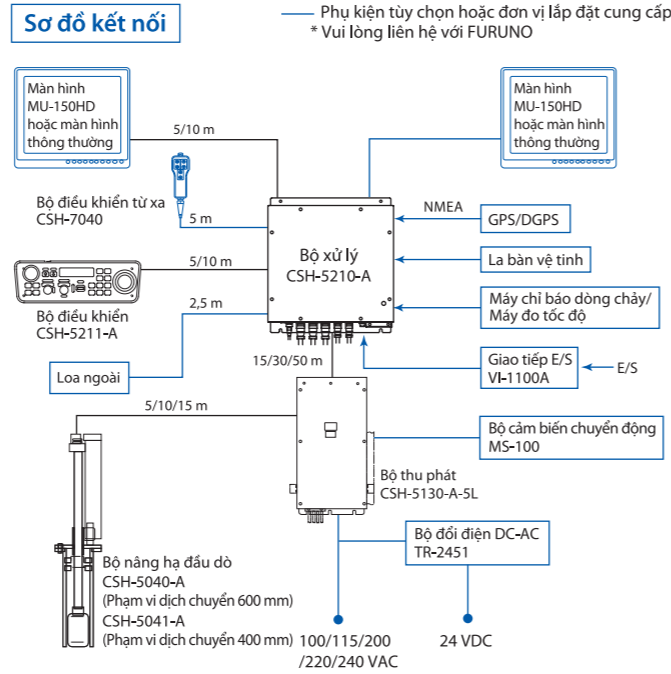 Sơ đồ kết nối
Phụ kiện tùy chọn hoặc đơn vị lắp đặt cung cấp
* Vui lòng liên hệ với FURUNO
Màn hình
MU-150HD
hoặc màn hình
thông thường
5/10 m
Màn hình
MU-150HD
hoặc màn hình
thông thường
Bộ điều khiển từ xa
CSH-7040
5 m
NMEA
GPS/DGPS
Bộ xử lý
CSH-5210-A
La bàn vệ tinh
5/10 m
Bộ điều khiển
CSH-5211-A
2,5 m
Máy chỉ báo dòng chảy/
Máy đo tốc độ
Loa ngoài
15/30/50 m
Giao tiếp E/S
VI-1100A
E/S
5/10/15 m
Bộ cảm biến chuyển động
MS-100
Bộ thu phát
CSH-5130-A-5L
Bộ đổi điện DC-AC
TR-2451
Bộ nâng hạ đầu dò
CSH-5040-A
(Phạm vi dịch chuyển 600 mm)
CSH-5041-A
(Phạm vi dịch chuyển 400 mm)
100/115/200
/220/240 VAC
24 VDC